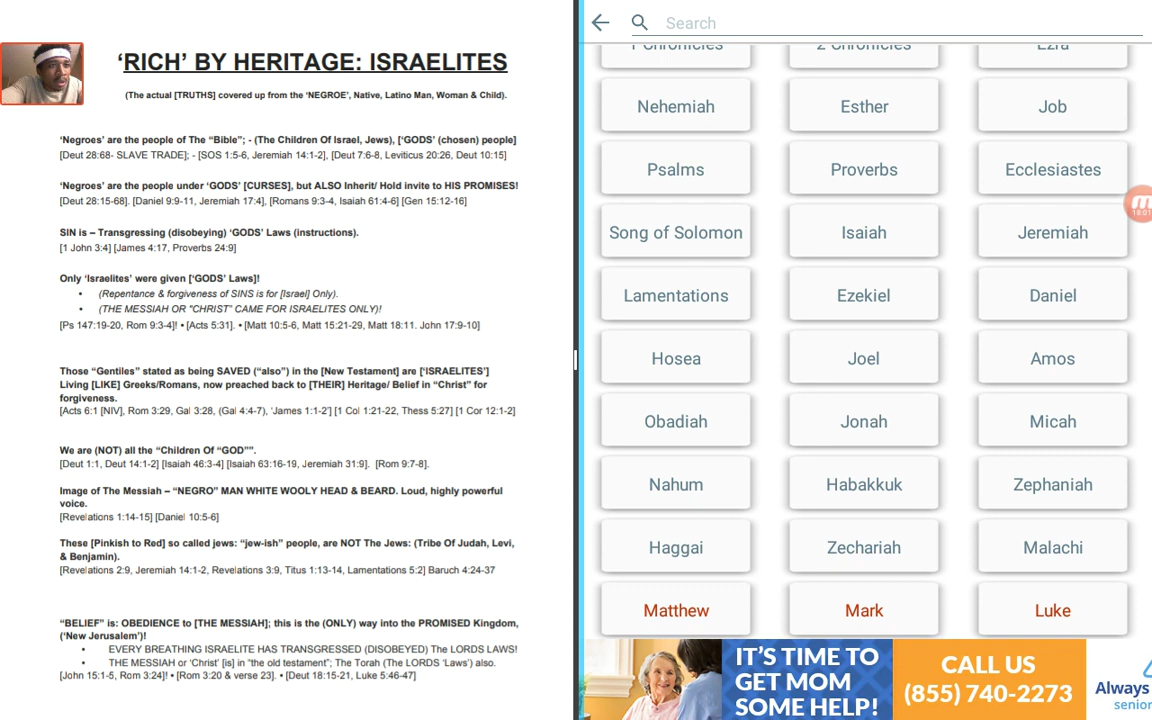 ‘RICH’ BY HERITAGE: ISRAELITES
(The actual [TRUTHS] covered up from the ‘NEGROE’, Native, Latino Man, Woman & Child).
‘Negroes’ are the people of The “Bible”; - (The Children Of Israel, Jews), [‘GODS’ (chosen) people]
[Deut 28:68- SLAVE TRADE]; - [SOS 1:5-6, Jeremiah 14:1-2], [Deut 7:6-8, Leviticus 20:26, Deut 10:15]
‘Negroes’ are the people under ‘GODS’ [CURSES], but ALSO Inherit/ Hold invite to HIS PROMISES!
[Deut 28:15-68]. [Daniel 9:9-11, Jeremiah 17:4], [Romans 9:3-4, Isaiah 61:4-6] [Gen 15:12-16]
SIN is – Transgressing (disobeying) ‘GODS’ Laws (instructions).
[1 John 3:4] [James 4:17, Proverbs 24:9]
Only ‘Israelites’ were given [‘GODS’ Laws]!
• (Repentance & forgiveness of SINS is for [Israel] Only).
• (THE MESSIAH OR "CHRIST" CAME FOR ISRAELITES ONLY)!
[Ps 147:19-20, Rom 9:3-4]! • [Acts 5:31]. • [Matt 10:5-6, Matt 15:21-29, Matt 18:11. John 17:9-10]
Those “Gentiles” stated as being SAVED (“also”) in the [New Testament] are [‘ISRAELITES’]
Living [LIKE] Greeks/Romans, now preached back to [THEIR] Heritage/ Belief in “Christ” for
forgiveness.
[Acts 6:1 [NIV], Rom 3:29, Gal 3:28, (Gal 4:4-7), ‘James 1:1-2’] [1 Col 1:21-22, Thess 5:27] [1 Cor 12:1-2]
We are (NOT) all the “Children Of “GOD””.
[Deut 1:1, Deut 14:1-2] [Isaiah 46:3-4] [Isaiah 63:16-19, Jeremiah 31:9].  [Rom 9:7-8].
Image of The Messiah – “NEGRO” MAN WHITE WOOLY HEAD & BEARD. Loud, highly powerful
voice.
[Revelations 1:14-15] [Daniel 10:5-6]
These [Pinkish to Red] so called jews: “jew-ish” people, are NOT The Jews: (Tribe Of Judah, Levi,
& Benjamin).
[Revelations 2:9, Jeremiah 14:1-2, Revelations 3:9, Titus 1:13-14, Lamentations 5:2] Baruch 4:24-37
“BELIEF” is: OBEDIENCE to [THE MESSIAH]; this is the (ONLY) way into the PROMISED Kingdom,
(‘New Jerusalem’)!
• EVERY BREATHING ISRAELITE HAS TRANSGRESSED (DISOBEYED) The LORDS LAWS!
• THE MESSIAH or ‘Christ’ [is] in “the old testament”; The Torah (The LORDS ‘Laws’) also.
[John 15:1-5, Rom 3:24]! • [Rom 3:20 & verse 23]. • [Deut 18:15-21, Luke 5:46-47]
Search
1 Chronicles 2 Chronicles Ezra
Nehemiah Esther Job
Psalms Proverbs Ecclesiastes
18:01
Song of Solomon Isaiah Jeremiah
Lamentations Ezekiel Daniel
Hosea Joel Amos
Obadiah Jonah Micah
Nahum Habakkuk Zephaniah
Haggai Zechariah Malachi
Matthew Mark Luke
IT’S TIME TO
GET MOM
SOME HELP!
CALL US
(855) 740-2273
Always
senior